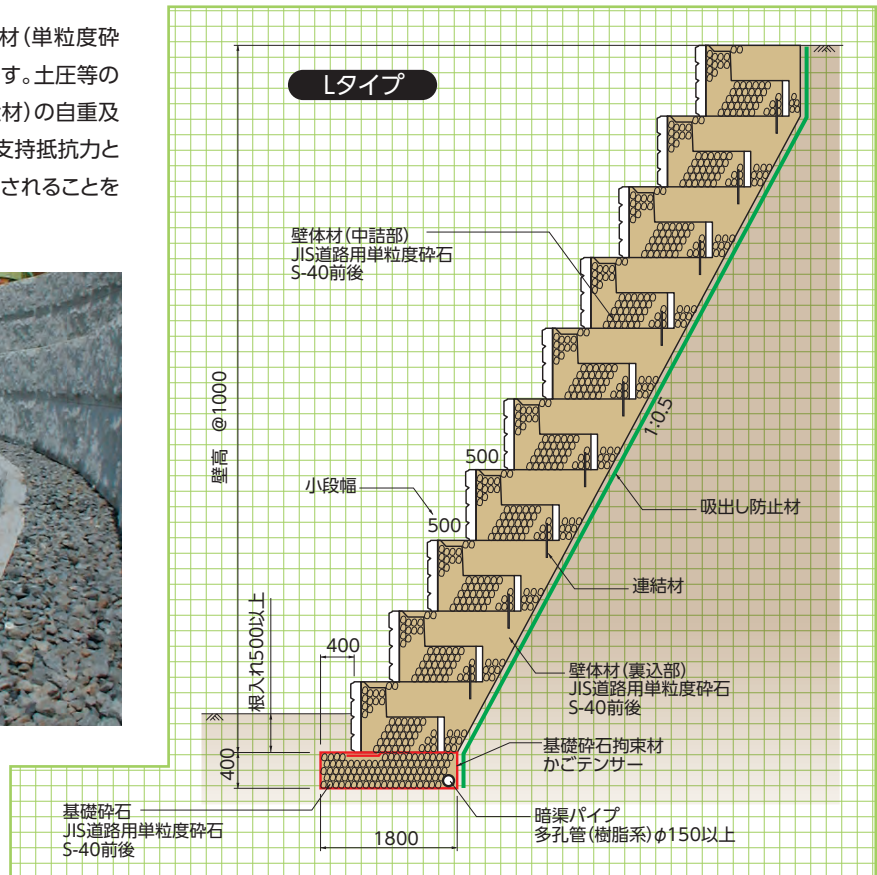 材(単粒度砕
す。土圧等の
材)の自重及
支持抵抗力と
されることを
Lタイプ
壁体材(中詰部)
JIS道路用単粒度砕石
S-40前後
壁高 @1000
1:0.5
500
小段幅
500
吸出し防止材
連結材
根入れ500以上
400
壁体材(裏込部)
JIS道路用単粒度砕石
S-40前後
400
基礎砕石拘束材
かごテンサー
基礎砕石
JIS道路用単粒度砕石
S-40前後
1800
暗渠パイプ
多孔管(樹脂系)φ150以上